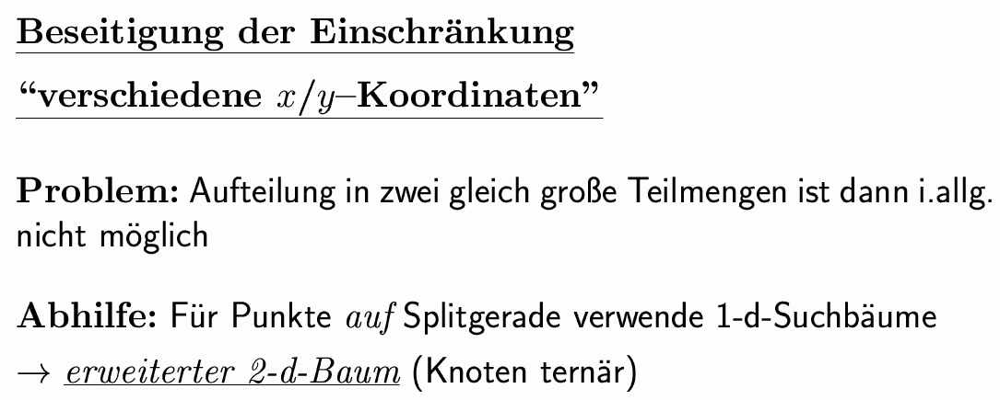 Beseitigung der Einschränkung
“verschiedene x/y–Koordinaten”
Problem: Aufteilung in zwei gleich große Teilmengen ist dann i.allg.
nicht möglich
Abhilfe: Für Punkte auf Splitgerade verwende 1-d-Suchbäume
→ erweiterter 2-d-Baum (Knoten ternär)